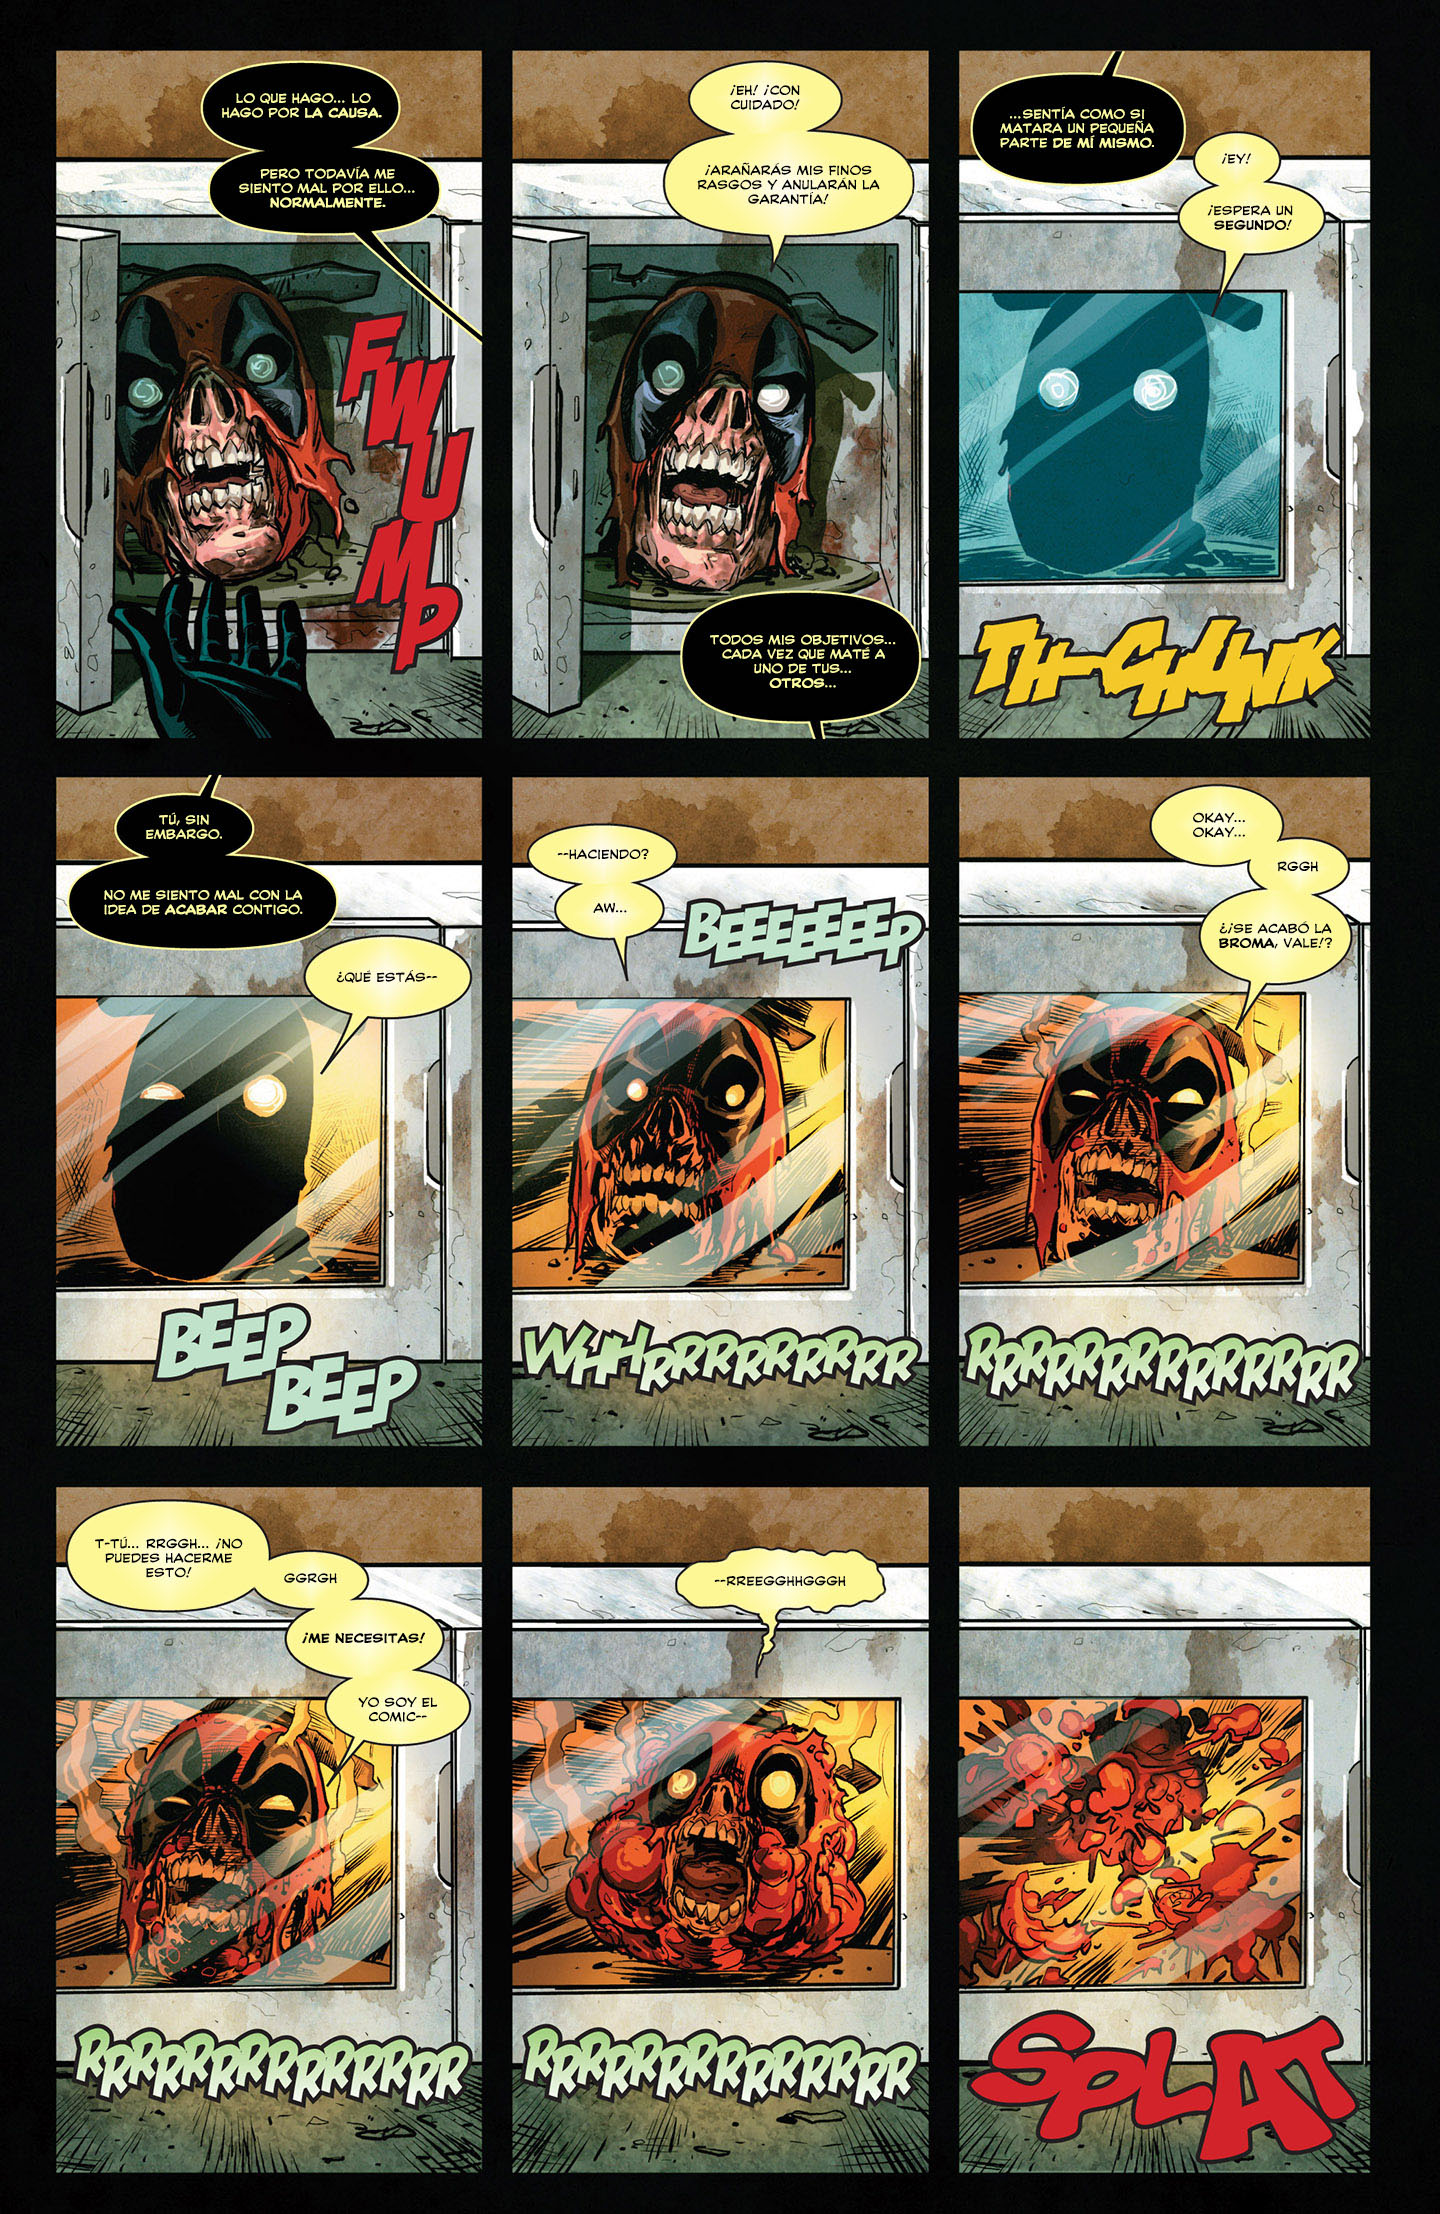 LO QUE HAGO... LO
HAGO POR LA CAUSA.
PERO TODAVÍA ME
SIENTO MAL POR ELLO...
NORMALMENTE.
FWUMP
¡EH! ¡CON
CUIDADO!
¡ARAÑARÁS MIS FINOS
RASGOS Y ANULARÁN LA
GARANTÍA!
TODOS MIS OBJETIVOS...
CADA VEZ QUE MATÉ A
UNO DE TUS...
OTROS...
...SENTÍA COMO SI
MATARA UN PEQUEÑA
PARTE DE MÍ MISMO.
¡EY!
¡ESPERA UN
SEGUNDO!
TH-CHUNK
TÚ, SIN
EMBARGO.
NO ME SIENTO MAL CON LA
IDEA DE ACABAR CONTIGO.
¿QUÉ ESTÁS--
BEEP
BEEP
--HACIENDO?
AW...
BEEEEEEEP
WHHRRRRRRRRRR
OKAY...
OKAY...
RGGH
¿¡SE ACABÓ LA
BROMA, VALE!?
RRRRRRRRRRRRRR
T-TÚ... RRGGH... ¡NO
PUEDES HACERME
ESTO!
GGRGH
¡ME NECESITAS!
YO SOY EL
COMIC--
RRRRRRRRRRRRRR
--RREEGGHHGGGH
RRRRRRRRRRRRRR
SPLAT